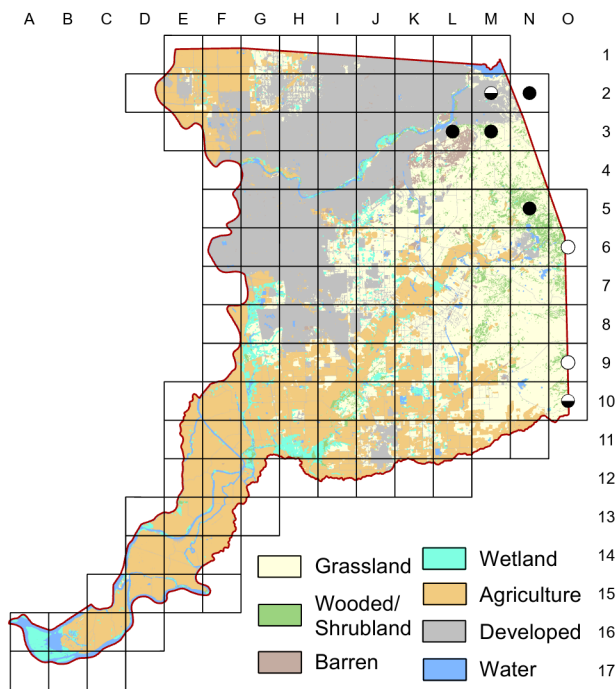 A B C D E F G H I J K L M N O
1
2
3
4
5
6
7
8
9
10
11
12
13
14
15
16
17
Grassland
Wooded/
Shrubland
Barren
Wetland
Agriculture
Developed
Water